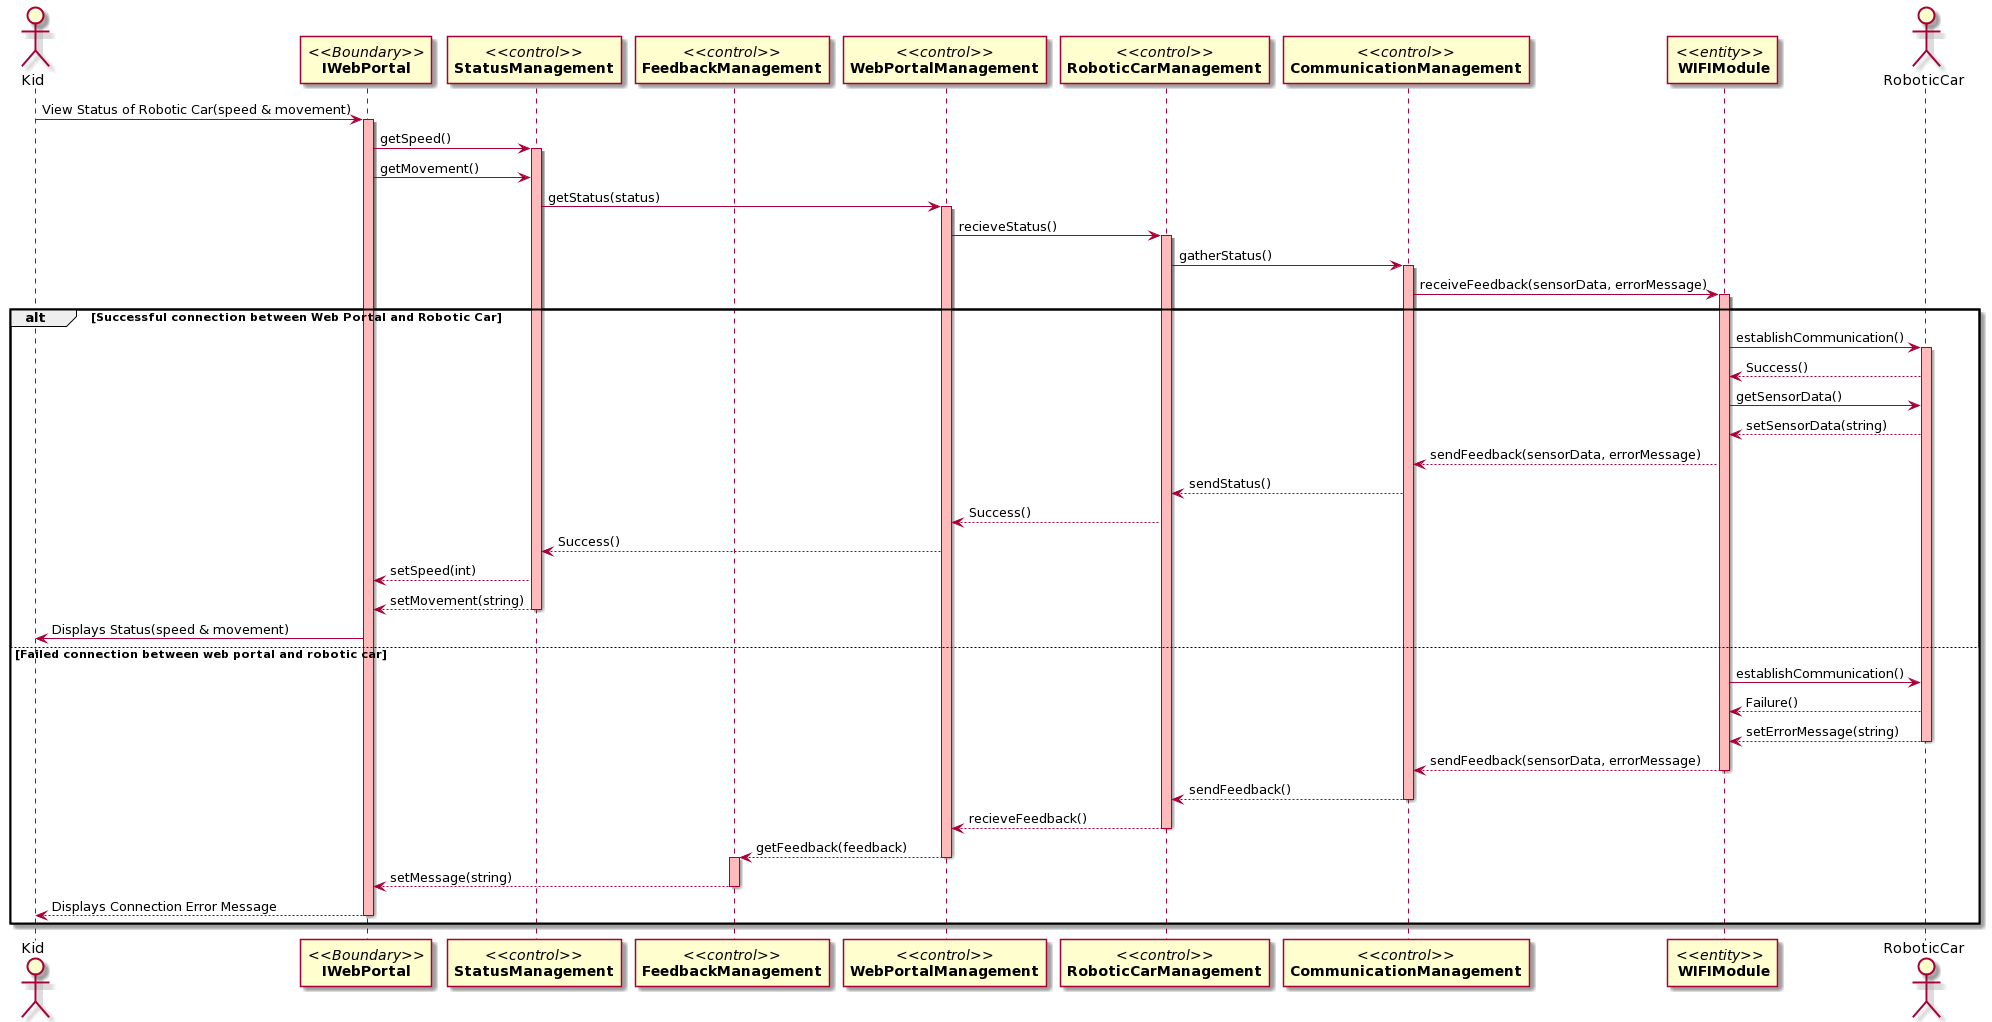 Kid
<<Boundary>>
IWebPortal
<<control>>
StatusManagement
<<control>>
FeedbackManagement
<<control>>
WebPortalManagement
<<control>>
RoboticCarManagement
<<control>>
CommunicationManagement
<<entity>>
WIFIModule
RoboticCar
View Status of Robotic Car(speed & movement)
getSpeed()
getMovement()
getStatus(status)
recieveStatus()
gatherStatus()
receiveFeedback(sensorData, errorMessage)
alt [Successful connection between Web Portal and Robotic Car]
establishCommunication()
Success()
getSensorData()
setSensorData(string)
sendFeedback(sensorData, errorMessage)
sendStatus()
Success()
Success()
setSpeed(int)
setMovement(string)
Displays Status(speed & movement)
[Failed connection between web portal and robotic car]
establishCommunication()
Failure()
setErrorMessage(string)
sendFeedback(sensorData, errorMessage)
sendFeedback()
recieveFeedback()
getFeedback(feedback)
setMessage(string)
Displays Connection Error Message
Kid
<<Boundary>>
IWebPortal
<<control>>
StatusManagement
<<control>>
FeedbackManagement
<<control>>
WebPortalManagement
<<control>>
RoboticCarManagement
<<control>>
CommunicationManagement
<<entity>>
WIFIModule
RoboticCar